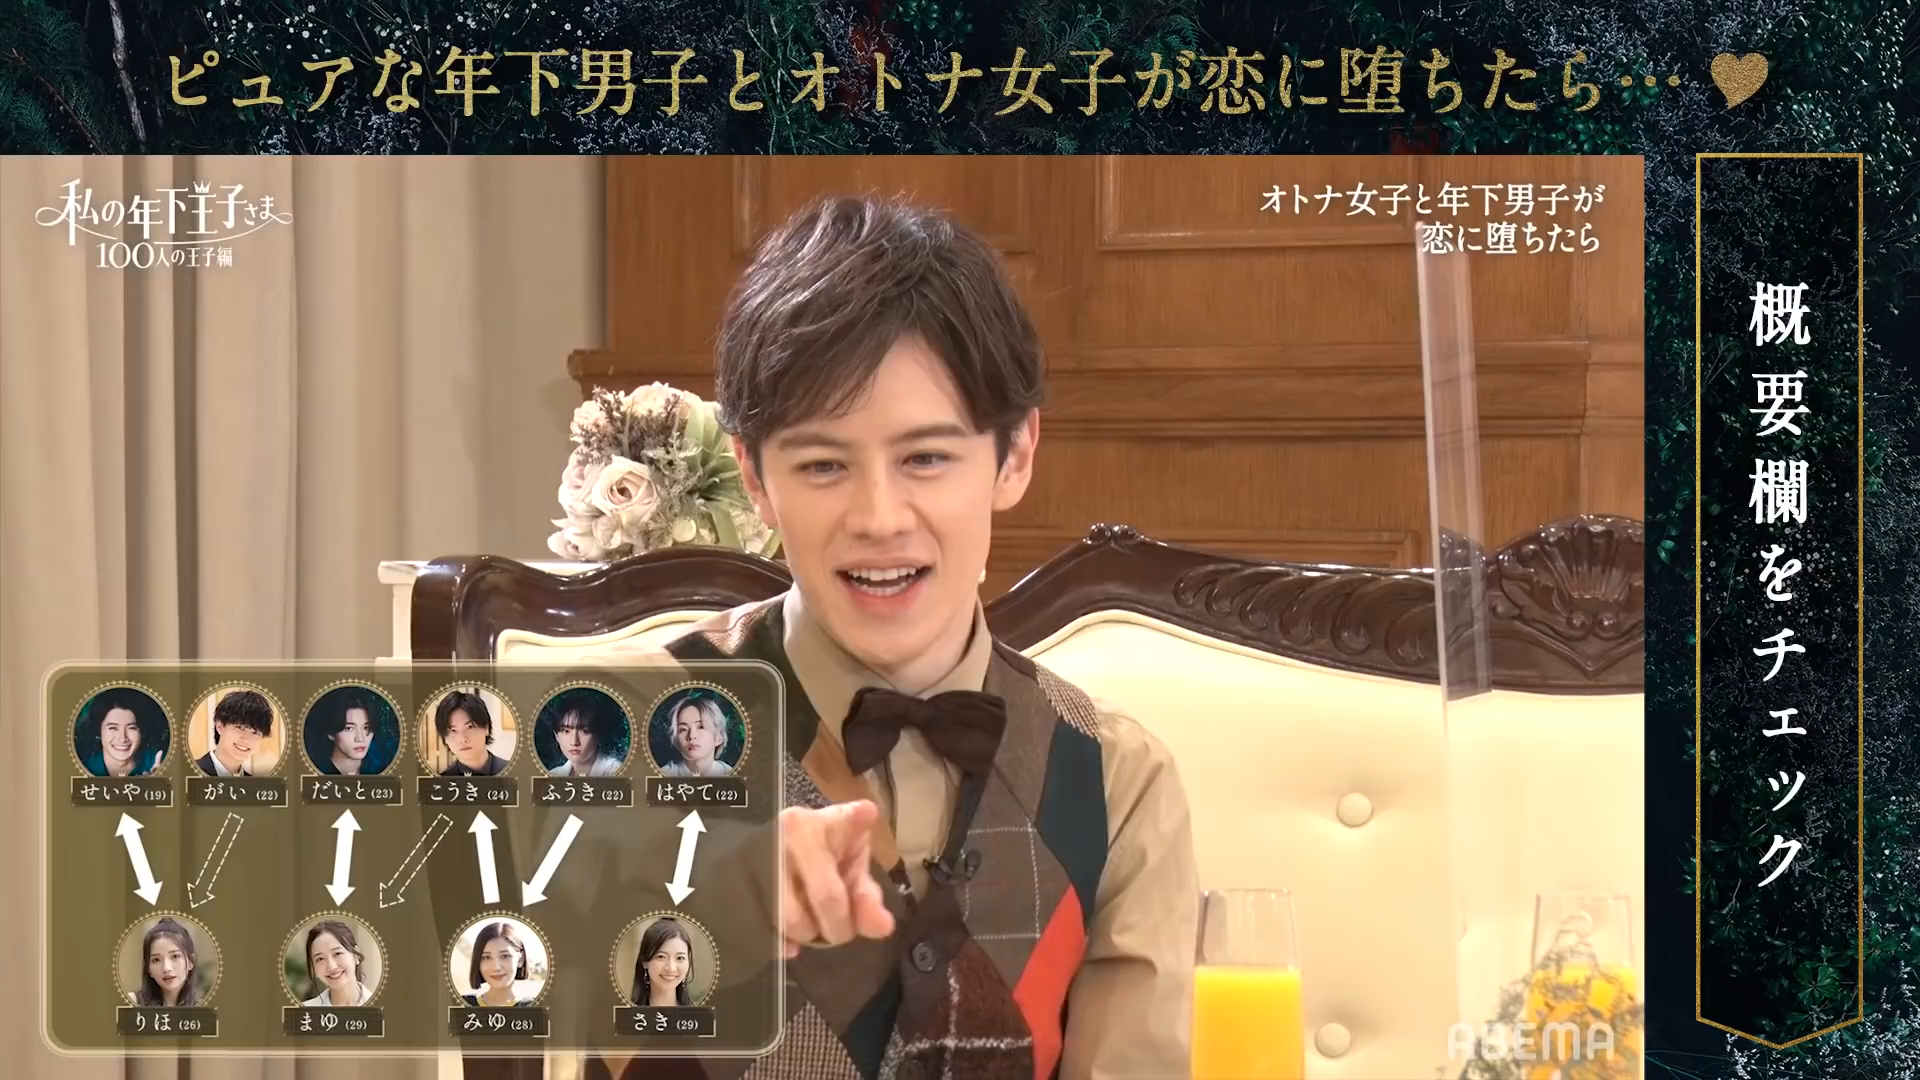 ピュアな年下男子とオトナ女子が恋に堕ちたら…
私の年下王子さま
100人の王子編
オトナ女子と年下男子が
恋に堕ちたら
概要欄をチェック
せいや(19)
がい(22)
だいと(23)
こうき(24)
ふうき(22)
はやて(22)
りほ(26)
まゆ(29)
みゆ(28)
さき(29)
ABEMA